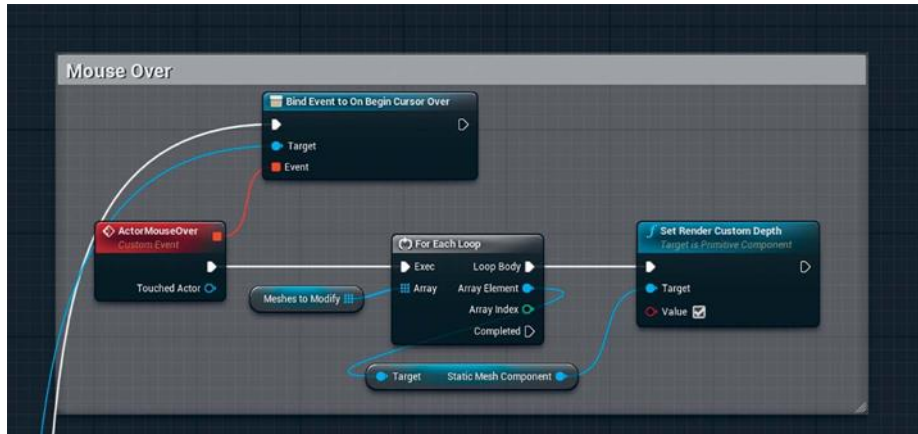 Mouse Over
Bind Event to On Begin Cursor Over
Target
Event
ActorMouseOver
Custom Event
Touched Actor
Meshes to Modify
For Each Loop
Exec Loop Body
Array Array Element
Array Index
Completed
Target Static Mesh Component
Set Render Custom Depth
Target is Primitive Component
Target
Value